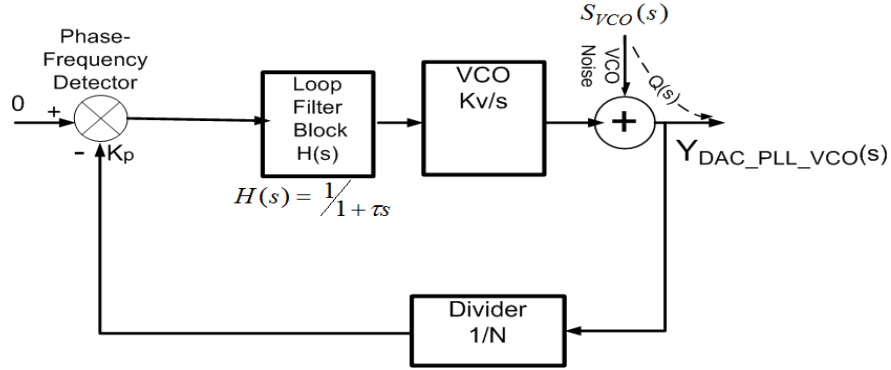 S_VCO(s)
Phase-
Frequency
Detector
VCO
Noise
Q(s)
0
+
-
Kp
Loop
Filter
Block
H(s)
VCO
Kv/s
+
Y_DAC_PLL_VCO(s)
H(s) = 1/1 + τs
Divider
1/N